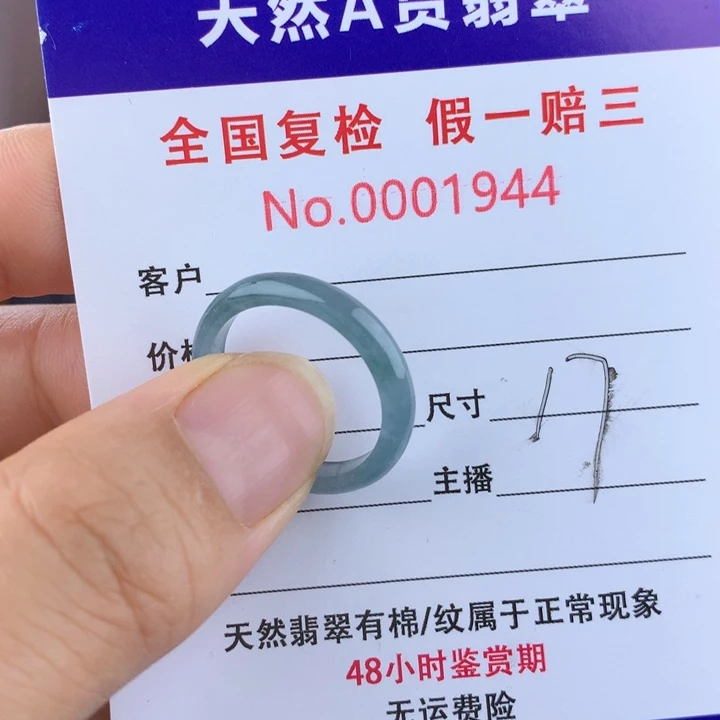 天然A货翡翠
全国复检 假一赔三
No.0001944
客户
价格
尺寸 17
主播
天然翡翠有棉/纹属于正常现象
48小时鉴赏期
无运费险